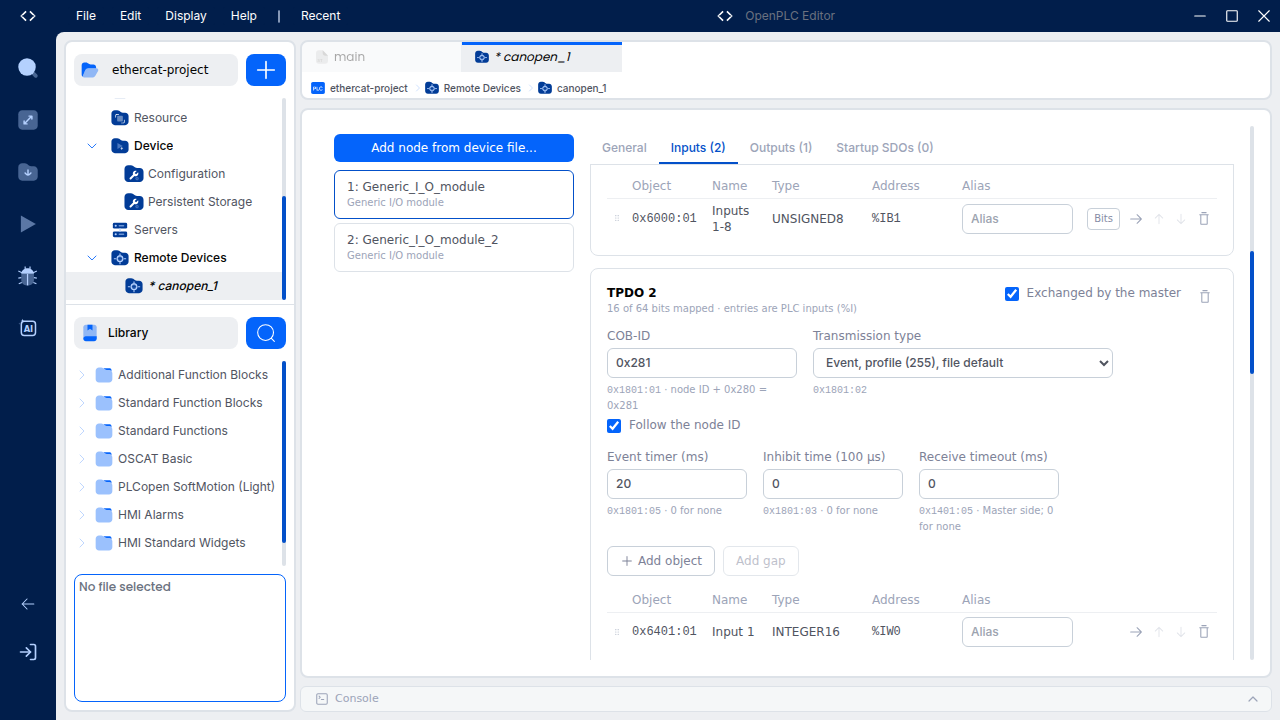 File Edit Display Help | Recent
OpenPLC Editor
ethercat-project
Resource
Device
Configuration
Persistent Storage
Servers
Remote Devices
* canopen_1
Library
Additional Function Blocks
Standard Function Blocks
Standard Functions
OSCAT Basic
PLCopen SoftMotion (Light)
HMI Alarms
HMI Standard Widgets
No file selected
AI
main
* canopen_1
PLC ethercat-project Remote Devices canopen_1
Add node from device file...
1: Generic_I_O_module
Generic I/O module
2: Generic_I_O_module_2
Generic I/O module
General Inputs (2) Outputs (1) Startup SDOs (0)
Object Name Type Address Alias
0x6000:01 Inputs 1-8 UNSIGNED8 %IB1 Alias Bits
TPDO 2
16 of 64 bits mapped · entries are PLC inputs (%I)
Exchanged by the master
COB-ID Transmission type
0x281 Event, profile (255), file default
0x1801:01 · node ID + 0x280 = 0x1801:02
0x281
Follow the node ID
Event timer (ms) Inhibit time (100 µs) Receive timeout (ms)
20 0 0
0x1801:05 · 0 for none 0x1801:03 · 0 for none 0x1401:05 · Master side; 0
for none
Add object Add gap
Object Name Type Address Alias
0x6401:01 Input 1 INTEGER16 %IW0 Alias
Console